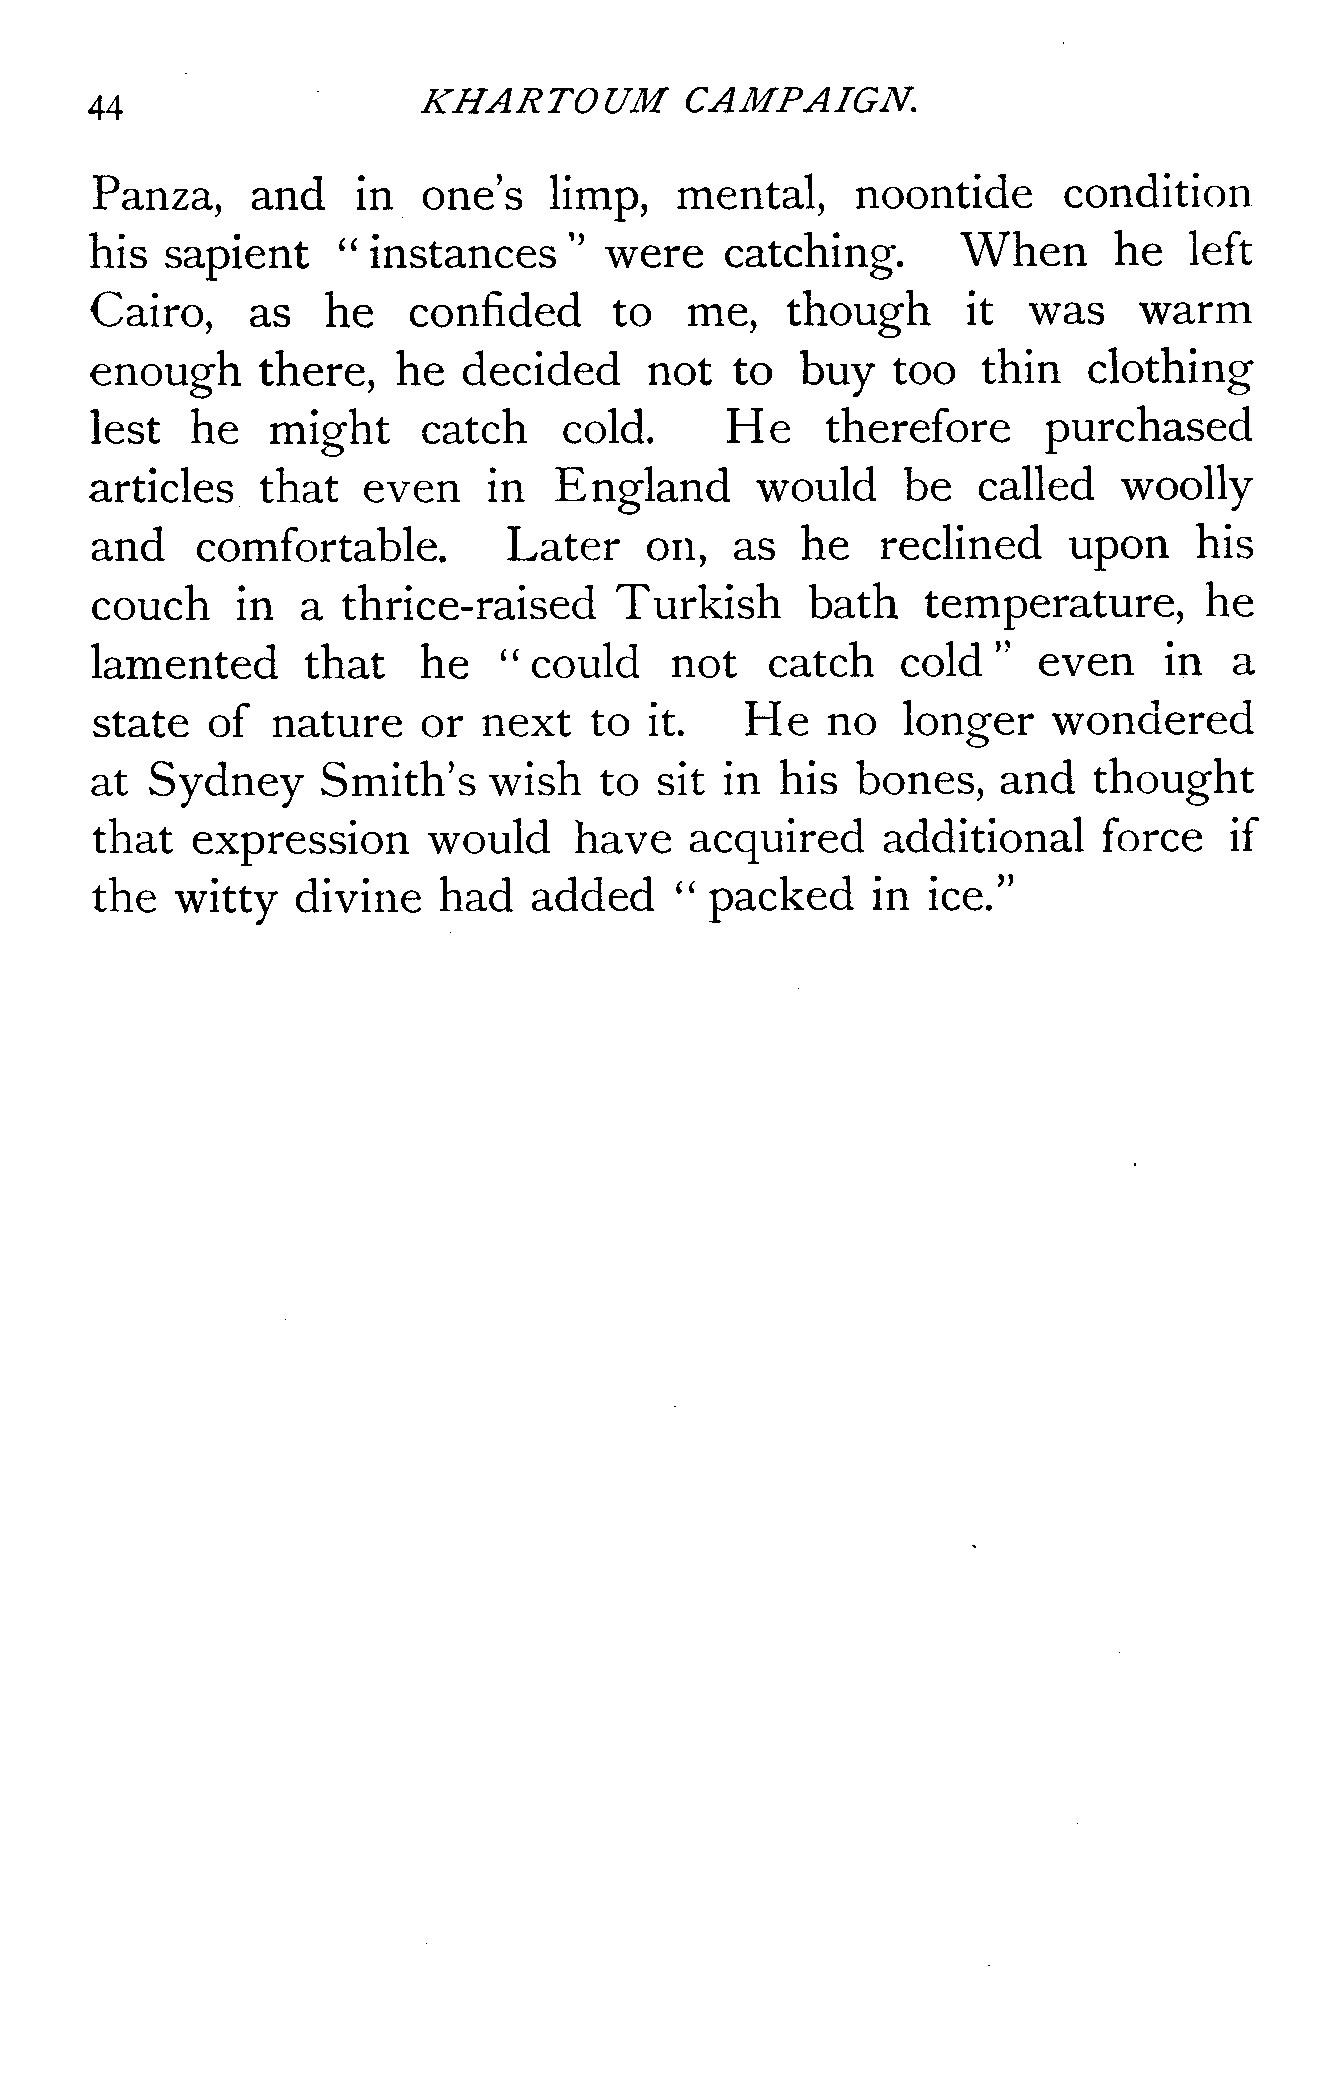 44 KHARTOUM CAMPAIGN.
Panza, and in one's limp, mental, noontide condition
his sapient "instances" were catching. When he left
Cairo, as he confided to me, though it was warm
enough there, he decided not to buy too thin clothing
lest he might catch cold. He therefore purchased
articles that even in England would be called woolly
and comfortable. Later on, as he reclined upon his
couch in a thrice-raised Turkish bath temperature, he
lamented that he "could not catch cold" even in a
state of nature or next to it. He no longer wondered
at Sydney Smith's wish to sit in his bones, and thought
that expression would have acquired additional force if
the witty divine had added "packed in ice."